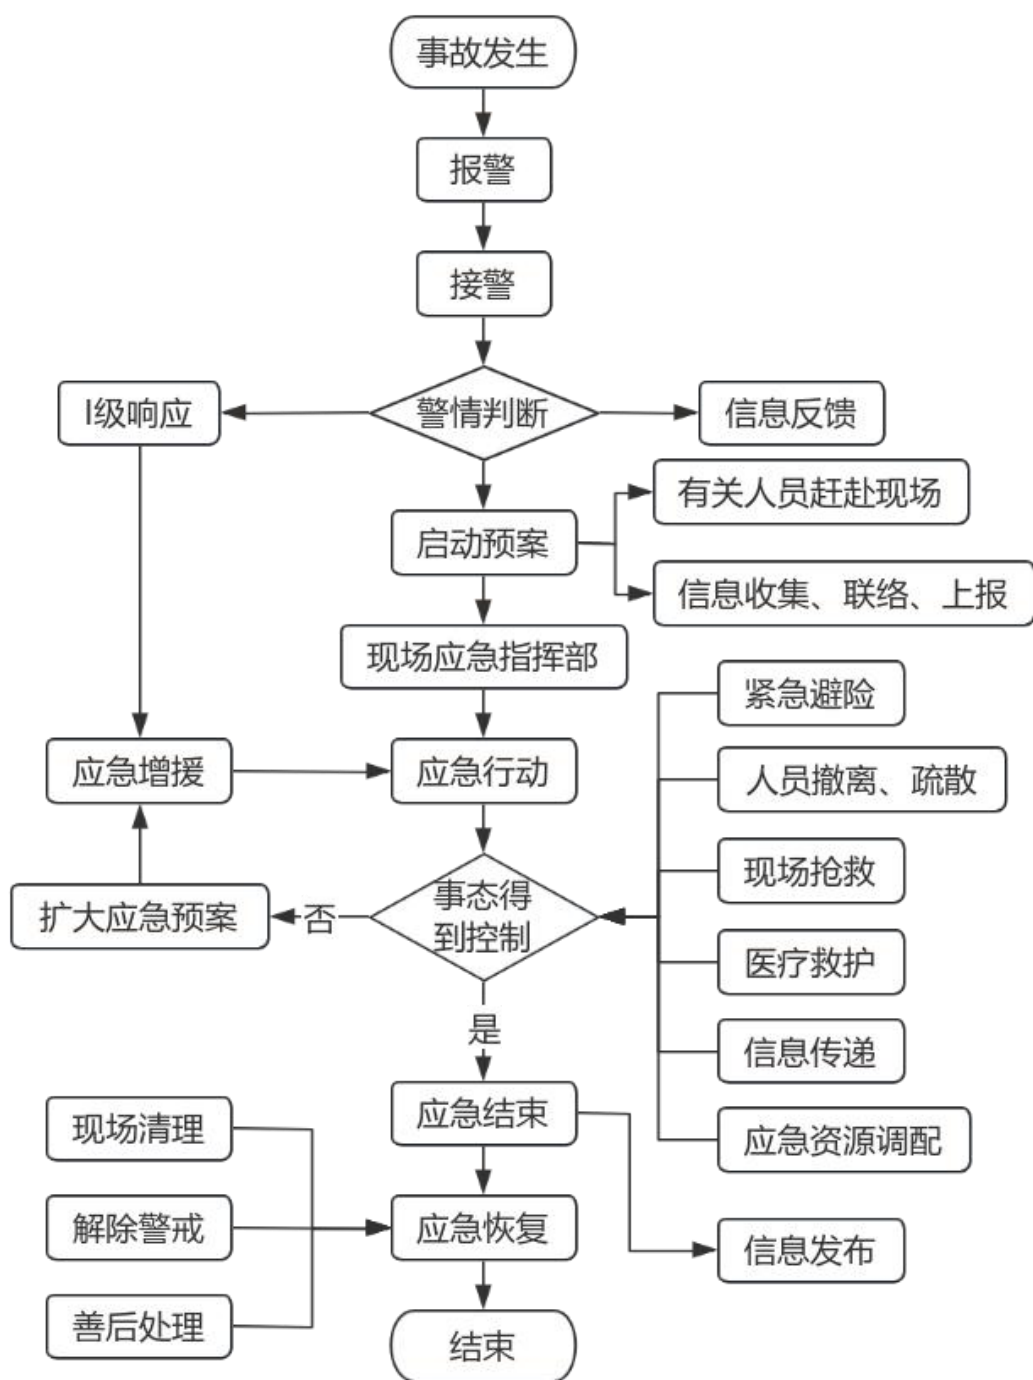 事故发生
报警
接警
I级响应
警情判断
信息反馈
有关人员赶赴现场
启动预案
信息收集、联络、上报
现场应急指挥部
紧急避险
应急增援
应急行动
人员撤离、疏散
现场抢救
扩大应急预案
否
事态得
到控制
医疗救护
是
信息传递
现场清理
应急结束
应急资源调配
解除警戒
应急恢复
信息发布
善后处理
结束